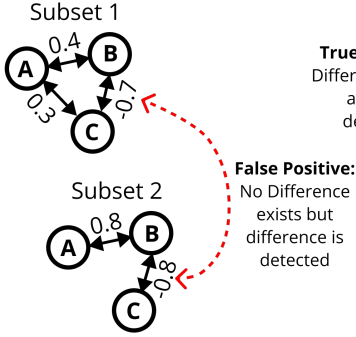 Subset 1
0.4
A
B
0.3
-0.7
C
True
Differ
a
de
False Positive:
No Difference
exists but
difference is
detected
Subset 2
0.8
A
B
-0.8
C